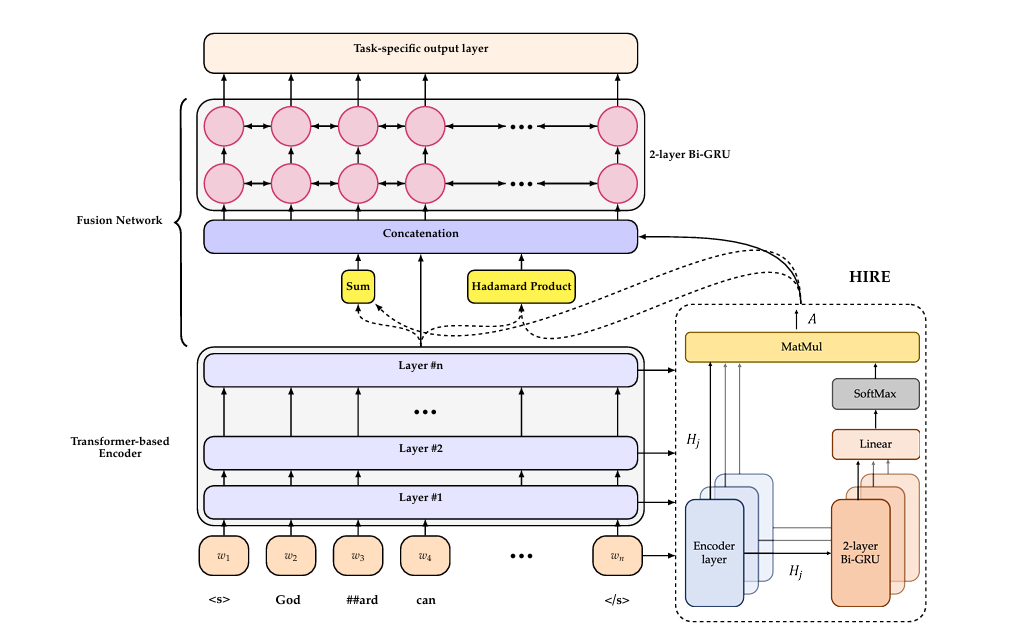 Task-specific output layer
2-layer Bi-GRU
Fusion Network
Concatenation
Sum
Hadamard Product
HIRE
A
MatMul
Layer #n
SoftMax
Transformer-based
Encoder
Layer #2
H_j
Linear
Layer #1
Encoder
layer
2-layer
Bi-GRU
H_j
w_1 w_2 w_3 w_4 ••• w_n
<s> God ##ard can </s>